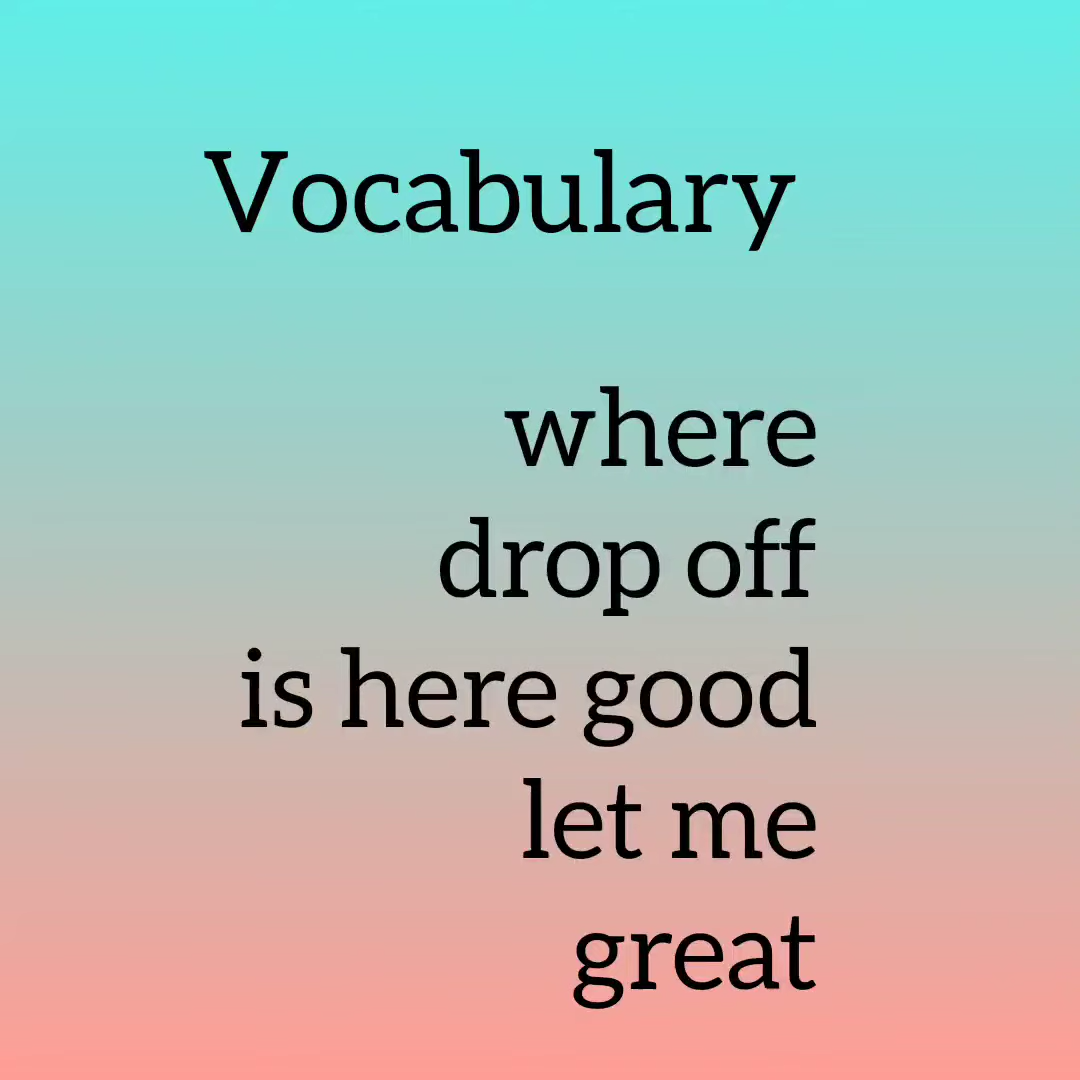 Vocabulary
where
drop off
is here good
let me
great